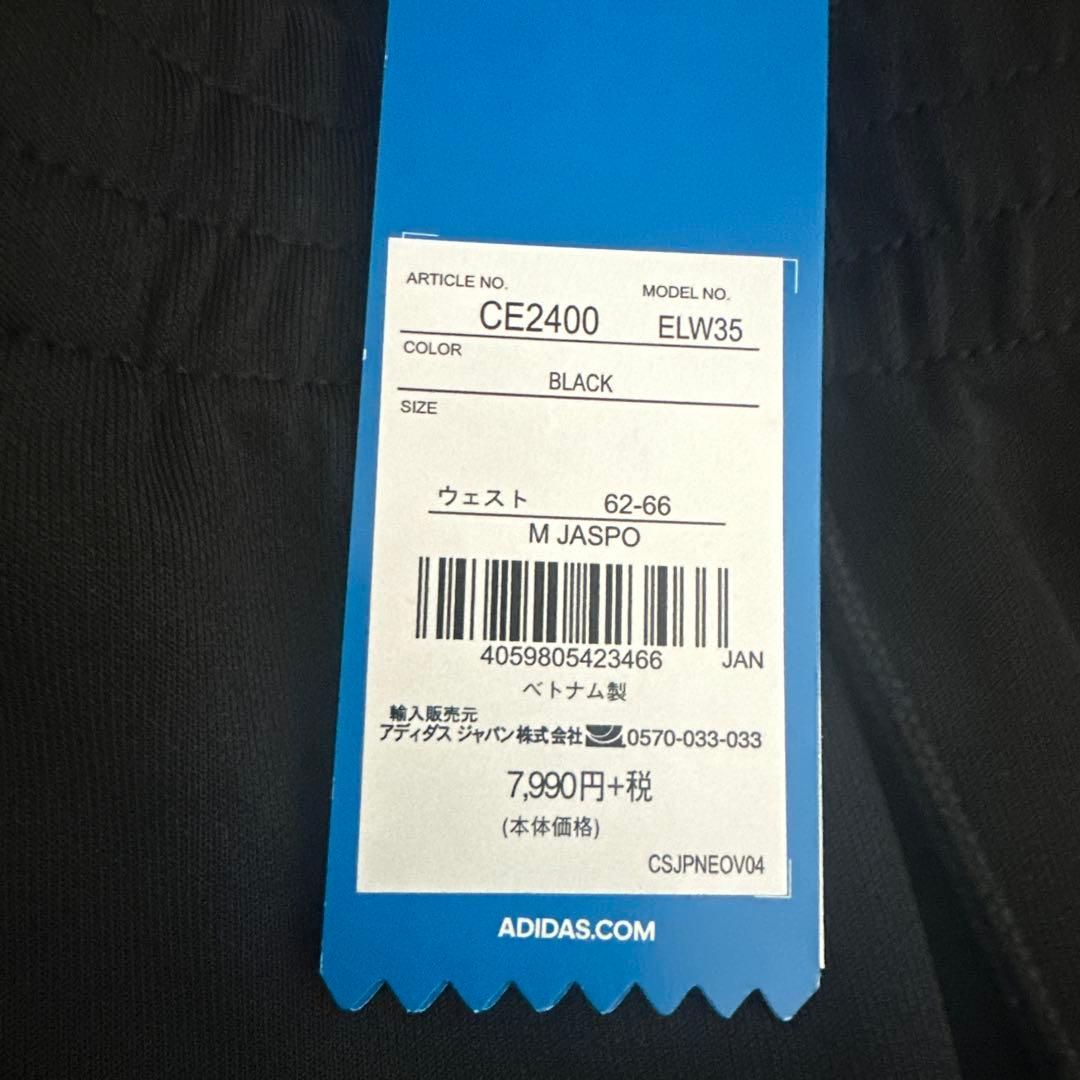 ARTICLE NO.
MODEL NO.
CE2400
ELW35
COLOR
BLACK
SIZE
ウェスト 62-66
M JASPO
4059805423466 JAN
ベトナム製
輸入販売元
アディダス ジャパン株式会社 0570-033-033
7,990円+税
(本体価格)
CSJPNEOV04
ADIDAS.COM